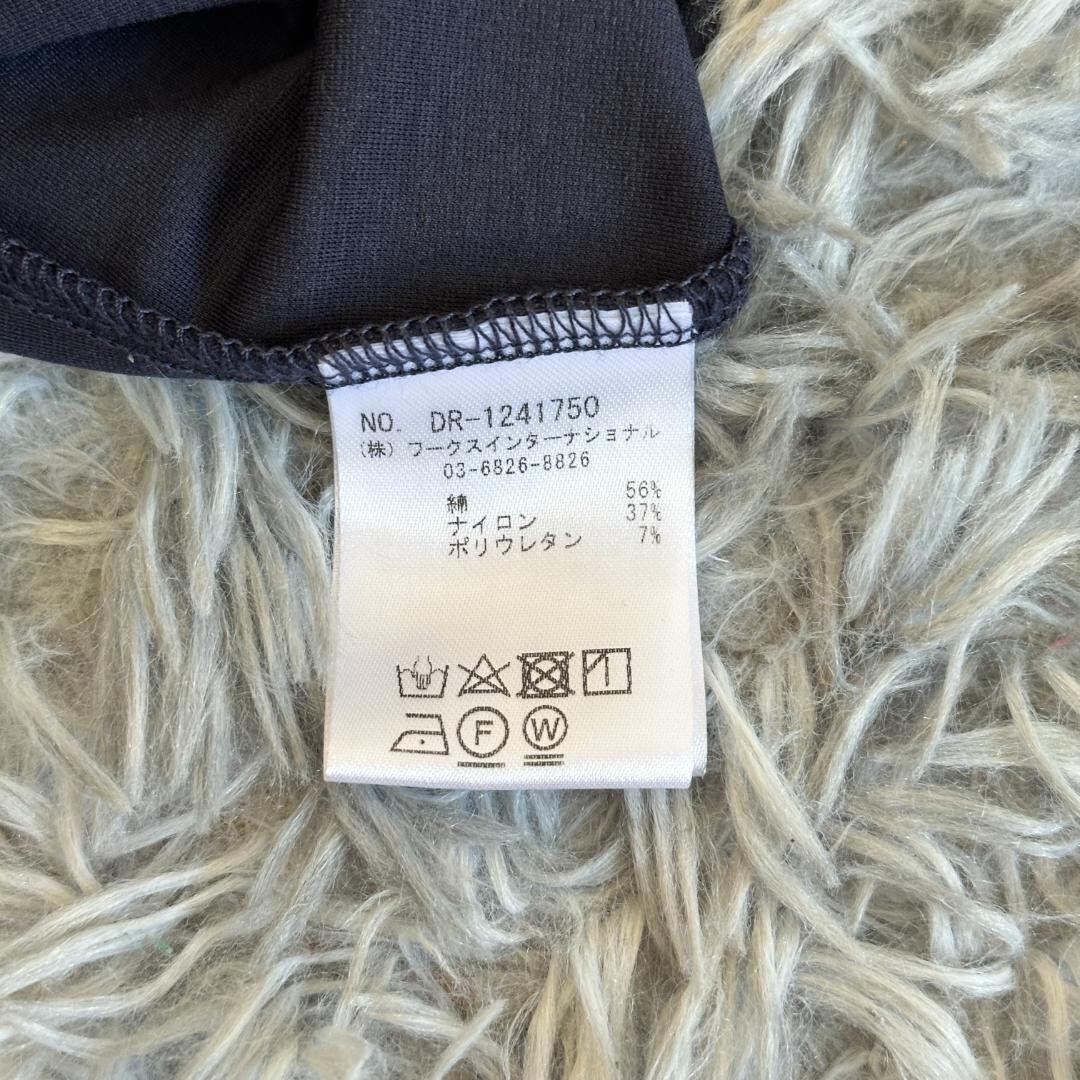 NO. DR-1241750
(株) フークスインターナショナル
03-6826-8826
綿 56%
ナイロン 37%
ポリウレタン 7%
F W